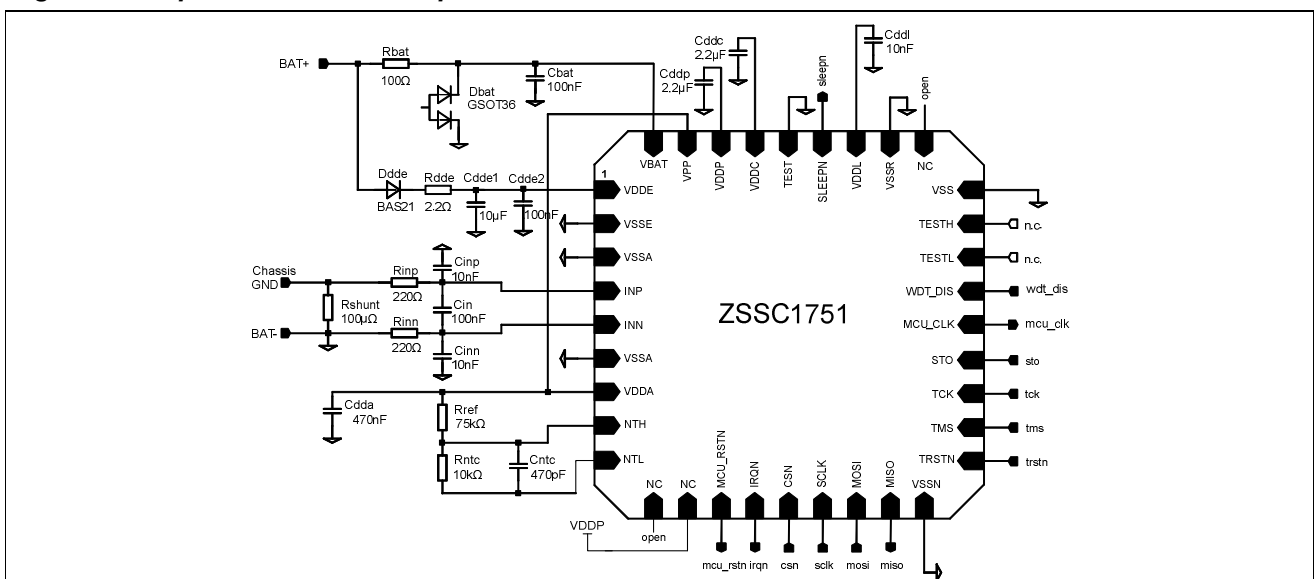 BAT+
Rbat
100Ω
Dbat
GSOT36
Cbat
100nF
Cddp
2.2µF
Cddc
2.2µF
sleepn
Cddl
10nF
open
VBAT
VPP
VDDP
VDDC
TEST
SLEEPN
VDDL
VSSR
NC
1
Ddde
BAS21
Rdde
2.2Ω
Cdde1
10µF
Cdde2
100nF
VDDE
VSSE
VSSA
INP
INN
VSSA
VDDA
NTH
NTL
Chassis
GND
Rshunt
100µΩ
BAT-
Rinp
220Ω
Rinn
220Ω
Cinp
10nF
Cin
100nF
Cinn
10nF
Cdda
470nF
Rref
75kΩ
Rntc
10kΩ
Cntc
470pF
ZSSC1751
VSS
TESTH
n.c.
TESTL
n.c.
WDT_DIS
wdt_dis
MCU_CLK
mcu_clk
STO
sto
TCK
tck
TMS
tms
TRSTN
trstn
NC
NC
MCU_RSTN
IRQN
CSN
SCLK
MOSI
MISO
VSSN
VDDP
open
mcu_rstn
irqn
csn
sclk
mosi
miso